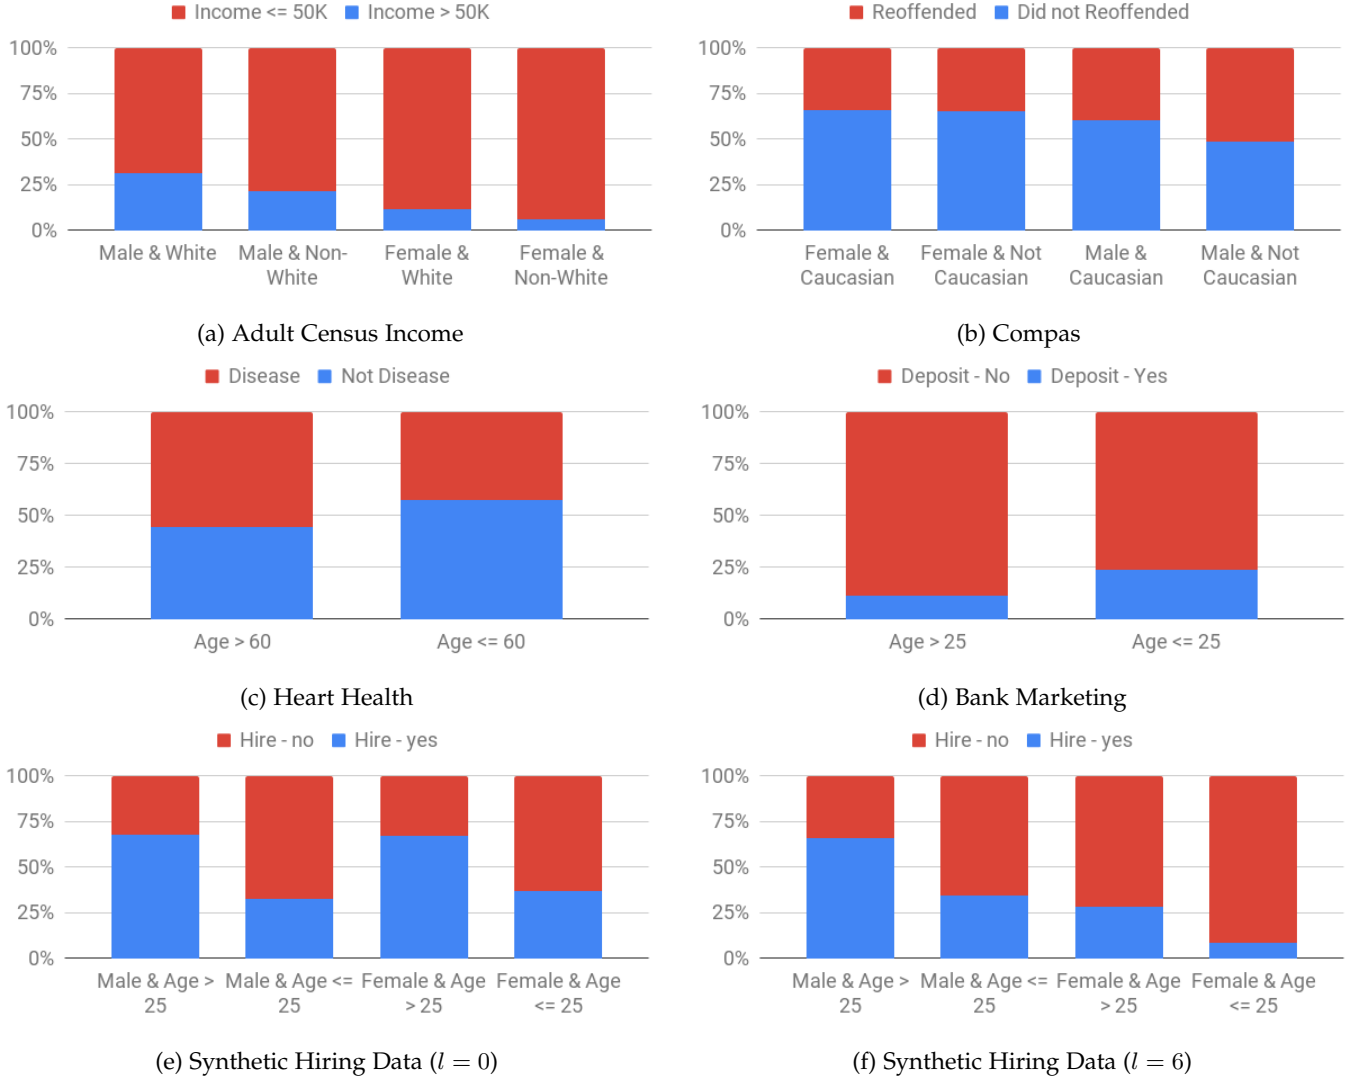 Income <= 50K Income > 50K
100%
75%
50%
25%
0%
Male & White Male & Non- Female & Female &
White White Non-White
(a) Adult Census Income
Reoffended Did not Reoffended
100%
75%
50%
25%
0%
Female & Female & Not Male & Male & Not
Caucasian Caucasian Caucasian Caucasian
(b) Compas
Disease Not Disease
100%
75%
50%
25%
0%
Age > 60 Age <= 60
(c) Heart Health
Deposit - No Deposit - Yes
100%
75%
50%
25%
0%
Age > 25 Age <= 25
(d) Bank Marketing
Hire - no Hire - yes
100%
75%
50%
25%
0%
Male & Age > Male & Age <= Female & Age Female & Age
25 25 > 25 <= 25
(e) Synthetic Hiring Data (l = 0)
Hire - no Hire - yes
100%
75%
50%
25%
0%
Male & Age > Male & Age <= Female & Age Female & Age
25 25 > 25 <= 25
(f) Synthetic Hiring Data (l = 6)